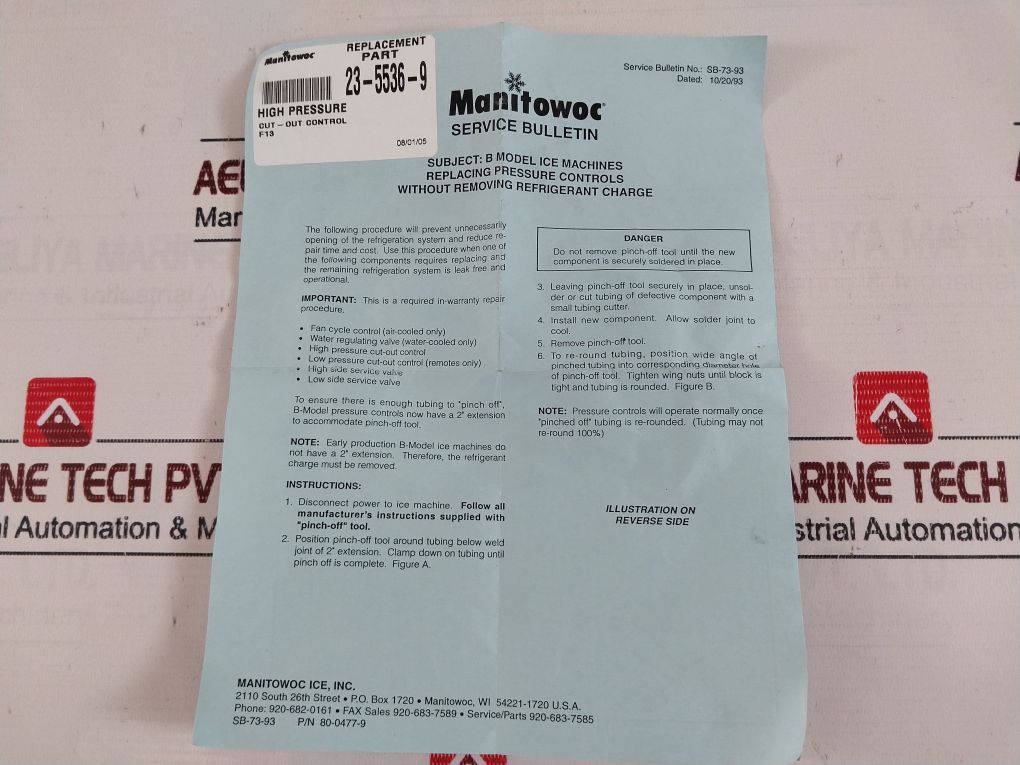 Manitowoc
REPLACEMENT
PART
23-5536-9
HIGH PRESSURE
CUT-OUT CONTROL
F13
08/01/05
Service Bulletin No.: SB-73-93
Dated: 10/20/93
Manitowoc
SERVICE BULLETIN
SUBJECT: B MODEL ICE MACHINES
REPLACING PRESSURE CONTROLS
WITHOUT REMOVING REFRIGERANT CHARGE
The following procedure will prevent unnecessarily
opening of the refrigeration system and reduce re-
pair time and cost. Use this procedure when one of
the following components requires replacing and
the remaining refrigeration system is leak free and
operational.
IMPORTANT: This is a required in-warranty repair
procedure.
• Fan cycle control (air-cooled only)
• Water regulating valve (water-cooled only)
• High pressure cut-out control
• Low pressure cut-out control (remotes only)
• High side service valve
• Low side service valve
To ensure there is enough tubing to "pinch off",
B-Model pressure controls now have a 2" extension
to accommodate pinch-off tool.
NOTE: Early production B-Model ice machines do
not have a 2" extension. Therefore, the refrigerant
charge must be removed.
INSTRUCTIONS:
1. Disconnect power to ice machine. Follow all
manufacturer's instructions supplied with
"pinch-off" tool.
2. Position pinch-off tool around tubing below weld
joint of 2" extension. Clamp down on tubing until
pinch off is complete. Figure A.
DANGER
Do not remove pinch-off tool until the new
component is securely soldered in place.
3. Leaving pinch-off tool securely in place, unsol-
der or cut tubing of defective component with a
small tubing cutter.
4. Install new component. Allow solder joint to
cool.
5. Remove pinch-off tool.
6. To re-round tubing, position wide angle of
pinched tubing into corresponding diameter hole
of pinch-off tool. Tighten wing nuts until block is
tight and tubing is rounded. Figure B.
NOTE: Pressure controls will operate normally once
"pinched off" tubing is re-rounded. (Tubing may not
re-round 100%)
ILLUSTRATION ON
REVERSE SIDE
MANITOWOC ICE, INC.
2110 South 26th Street • P.O. Box 1720 • Manitowoc, WI 54221-1720 U.S.A.
Phone: 920-682-0161 • FAX Sales 920-683-7589 • Service/Parts 920-683-7585
SB-73-93 P/N 80-0477-9
AE
Mar
NE TECH PV
al Automation & M
ARINE TECH
strial Automation